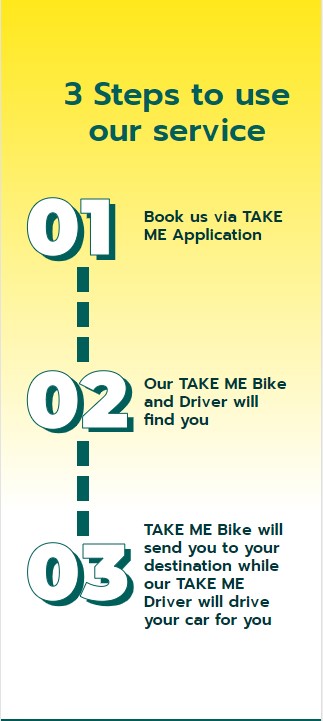 3 Steps to use
our service
01
Book us via TAKE
ME Application
02
Our TAKE ME Bike
and Driver will
find you
03
TAKE ME Bike will
send you to your
destination while
our TAKE ME
Driver will drive
your car for you